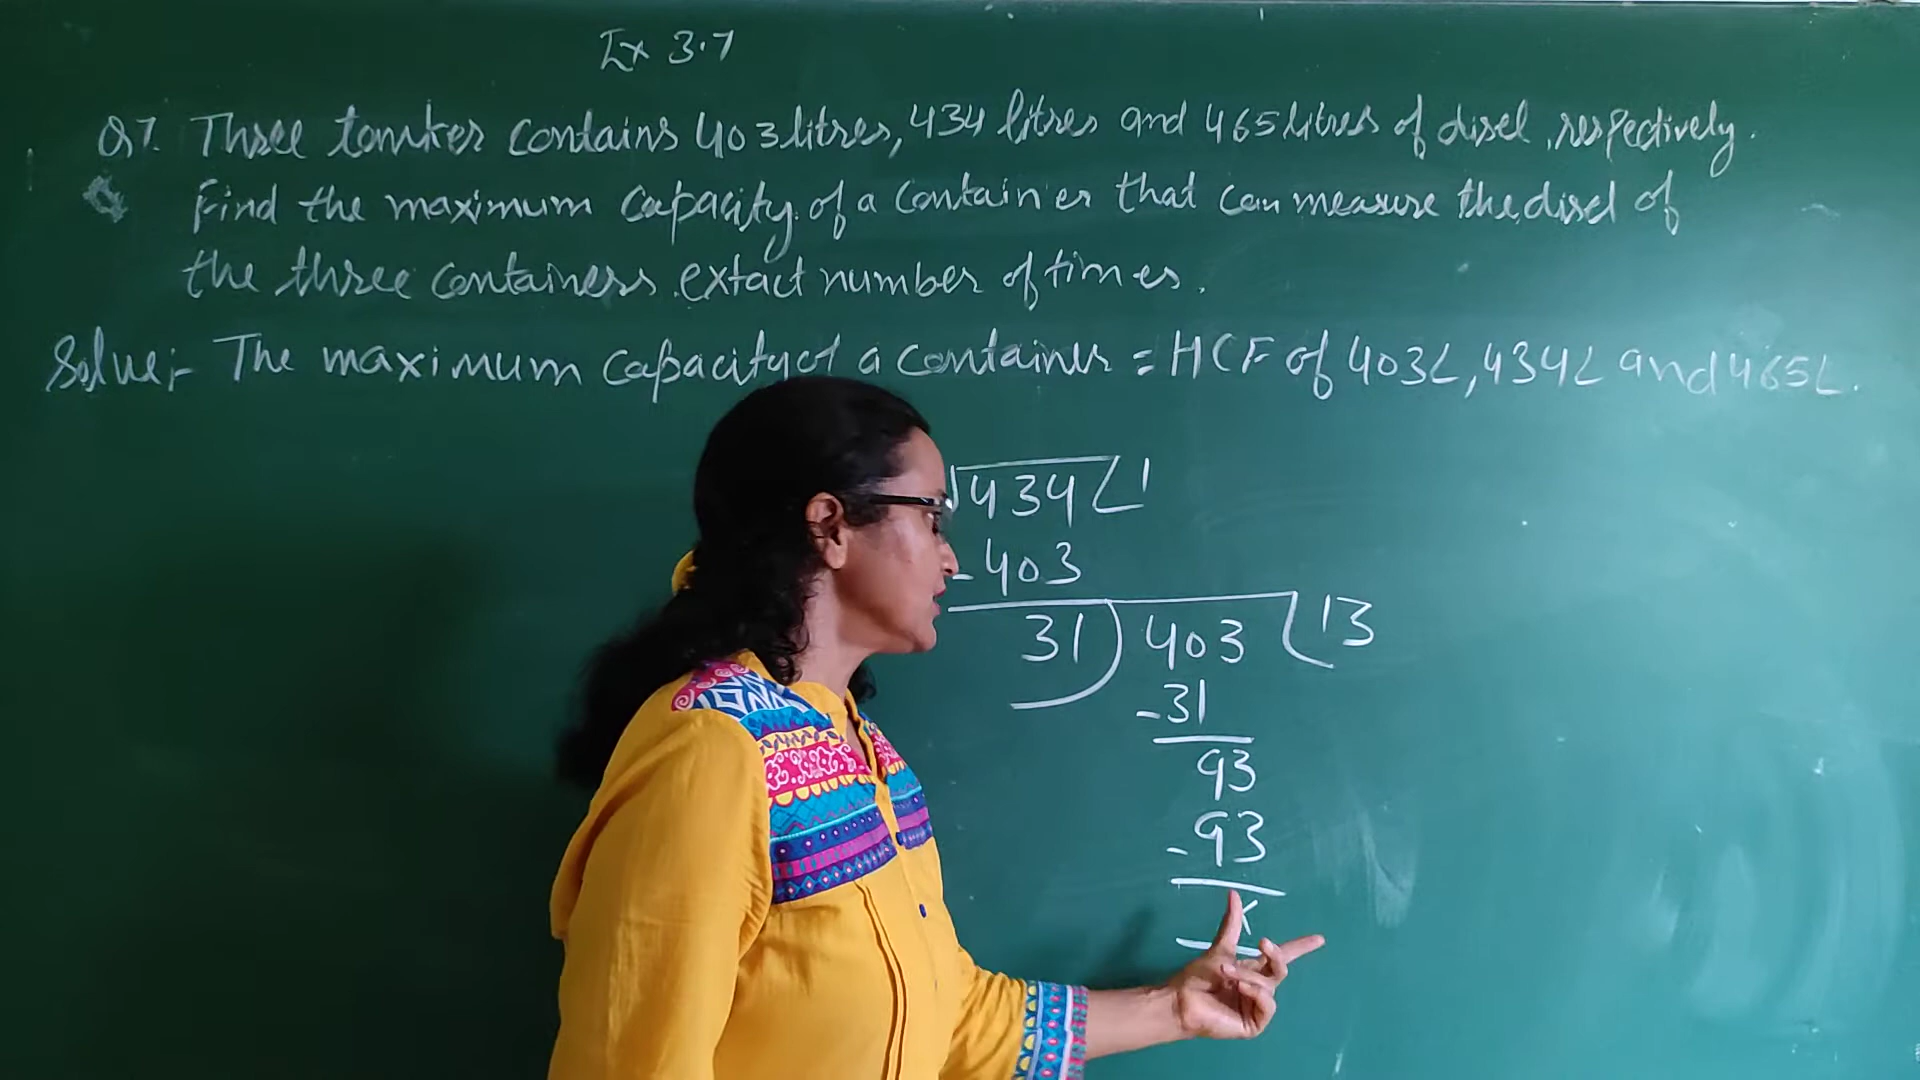 Ex 3.7
Q7. Three tanker contains 403 litres, 434 litres and 465 litres of disel, respectively.
Find the maximum capacity of a container that can measure the disel of
the three containers extact number of times.
Solve:- The maximum capacity of a container = HCF of 403L, 434L and 465L.
434 1
-403
31 403 13
-31
93
-93
x